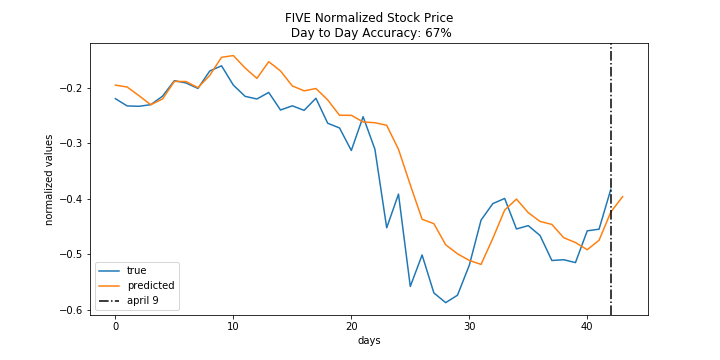 FIVE Normalized Stock Price
Day to Day Accuracy: 67%
normalized values
−0.2
−0.3
−0.4
−0.5
−0.6
true
predicted
april 9
0
10
20
30
40
days